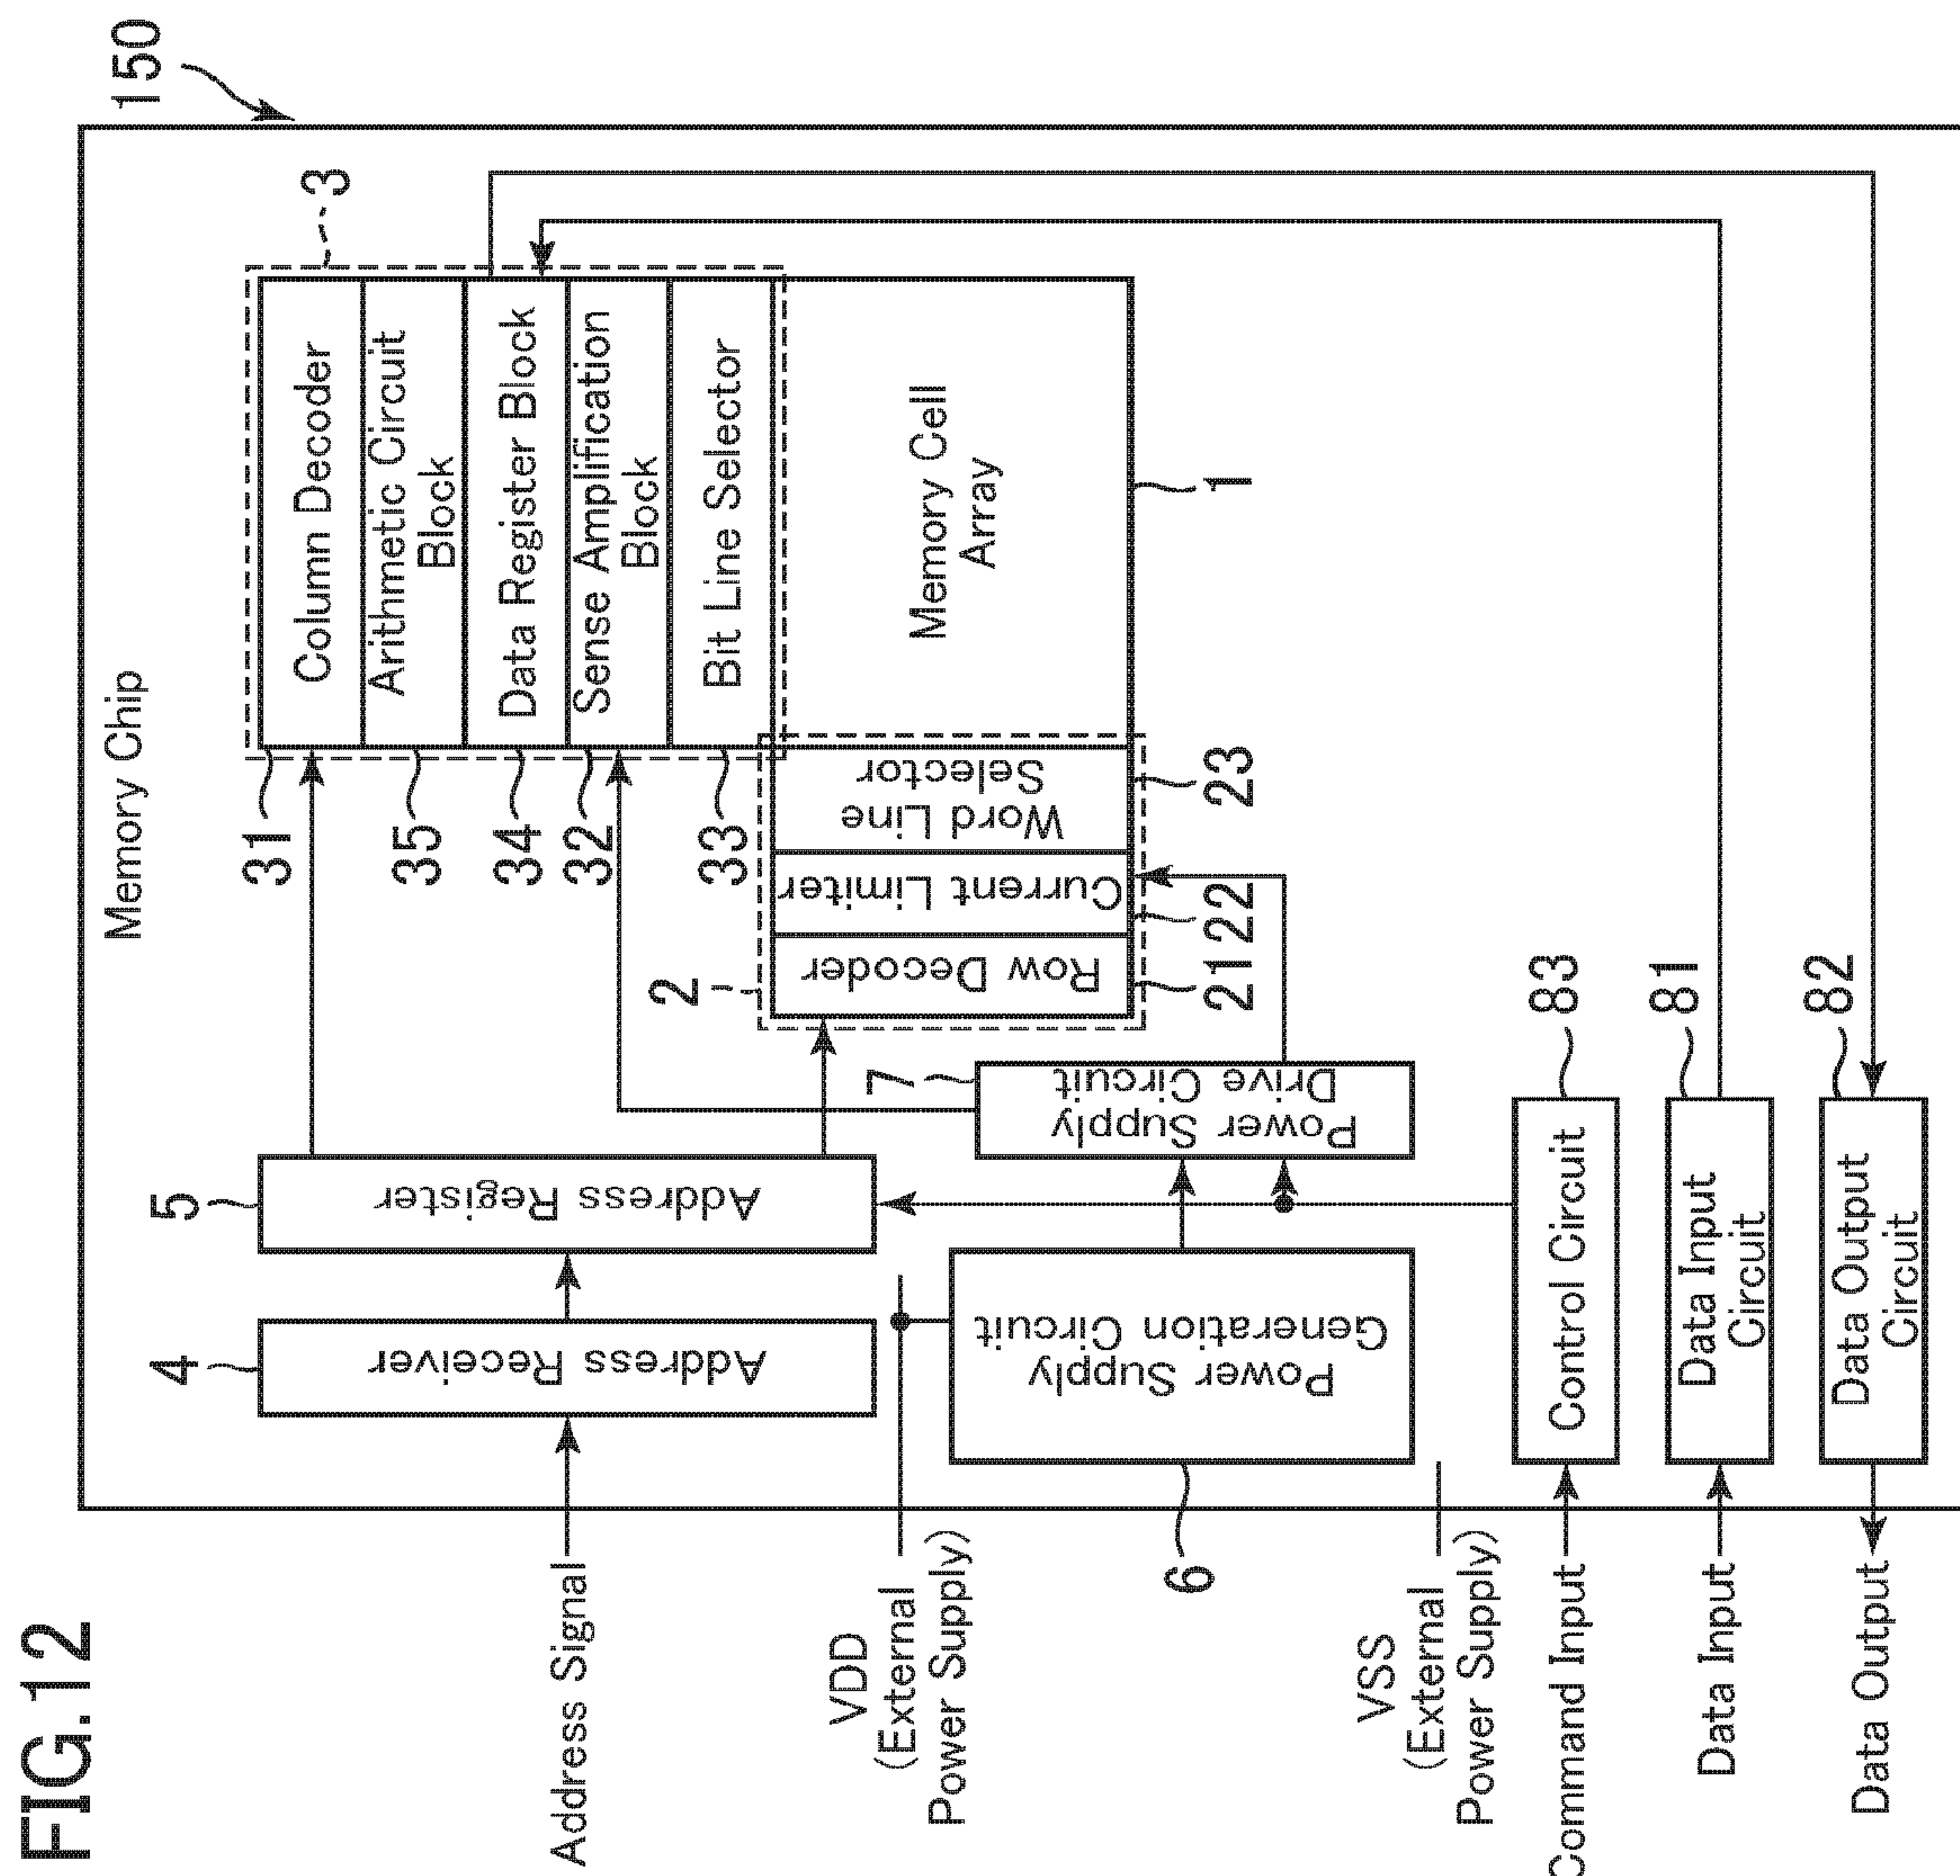 FIG. 12
150
Memory Chip
3
31
Column Decoder
35
Arithmetic Circuit
Block
34
Data Register Block
32
Sense Amplification
Block
33
Bit Line Selector
Memory Cell
Array
1
2
Row Decoder
21
Current Limiter
22
Word Line
Selector
23
Address Signal
4
Address Receiver
5
Address Register
VDD
(External
Power Supply)
6
Power Supply
Generation Circuit
7
Power Supply
Drive Circuit
VSS
(External
Power Supply)
Command Input
Control Circuit
83
Data Input
Data Input
Circuit
81
Data Output
Data Output
Circuit
82